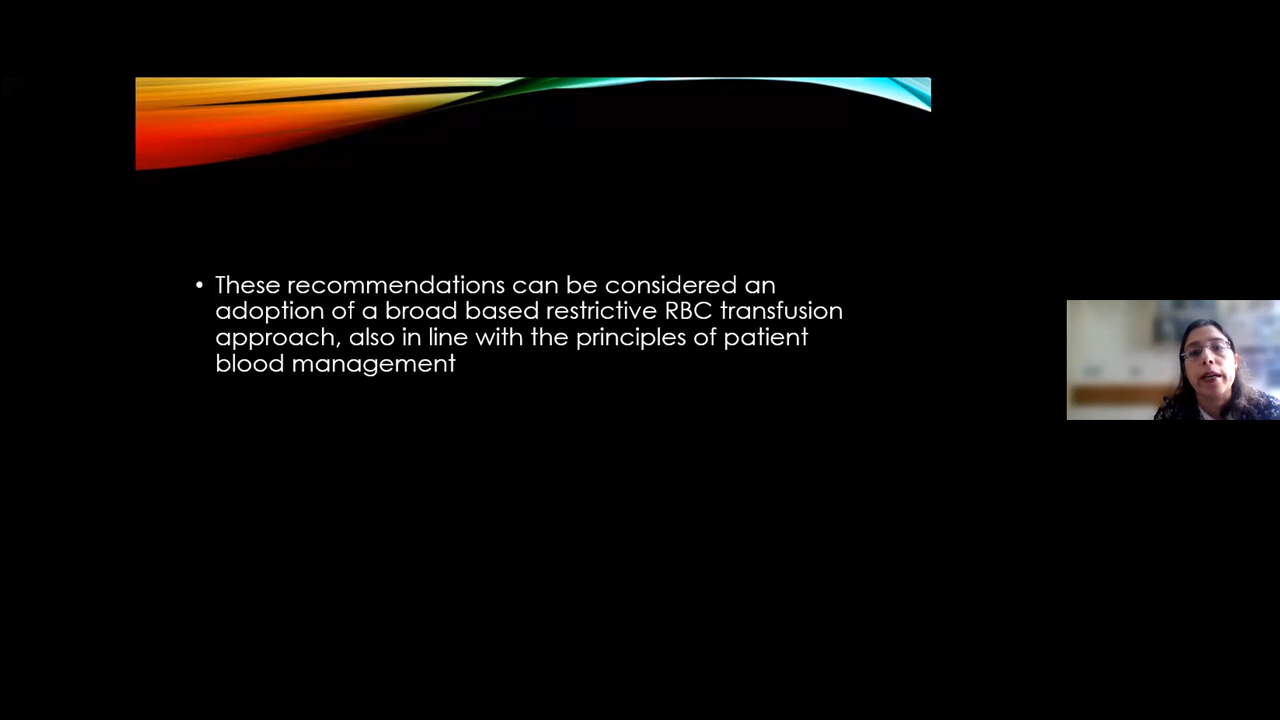 • These recommendations can be considered an
adoption of a broad based restrictive RBC transfusion
approach, also in line with the principles of patient
blood management